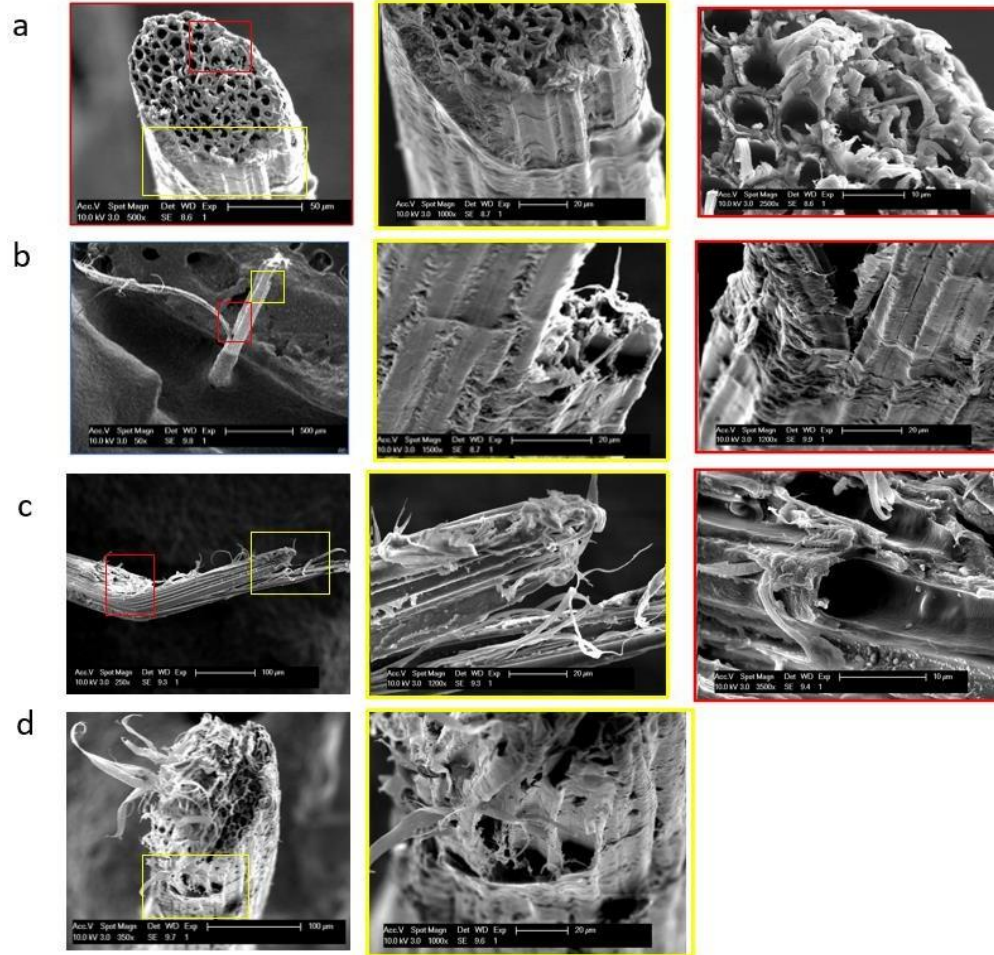 a
Acc.V Spot Magn Det WD Exp
10.0 kV 3.0 500x SE 8.6 1 50 µm
Acc.V Spot Magn Det WD Exp
10.0 kV 3.0 1000x SE 8.7 1 20 µm
Acc.V Spot Magn Det WD Exp
10.0 kV 3.0 2500x SE 8.6 1 10 µm
b
Acc.V Spot Magn Det WD Exp
10.0 kV 3.0 50x SE 9.8 1 500 µm
Acc.V Spot Magn Det WD Exp
10.0 kV 3.0 1500x SE 8.7 1 20 µm
Acc.V Spot Magn Det WD Exp
10.0 kV 3.0 1200x SE 9.9 1 20 µm
c
Acc.V Spot Magn Det WD Exp
10.0 kV 3.0 250x SE 9.3 1 100 µm
Acc.V Spot Magn Det WD Exp
10.0 kV 3.0 1200x SE 9.3 1 20 µm
Acc.V Spot Magn Det WD Exp
10.0 kV 3.0 3500x SE 9.4 1 10 µm
d
Acc.V Spot Magn Det WD Exp
10.0 kV 3.0 350x SE 9.7 1 100 µm
Acc.V Spot Magn Det WD Exp
10.0 kV 3.0 1000x SE 9.6 1 20 µm